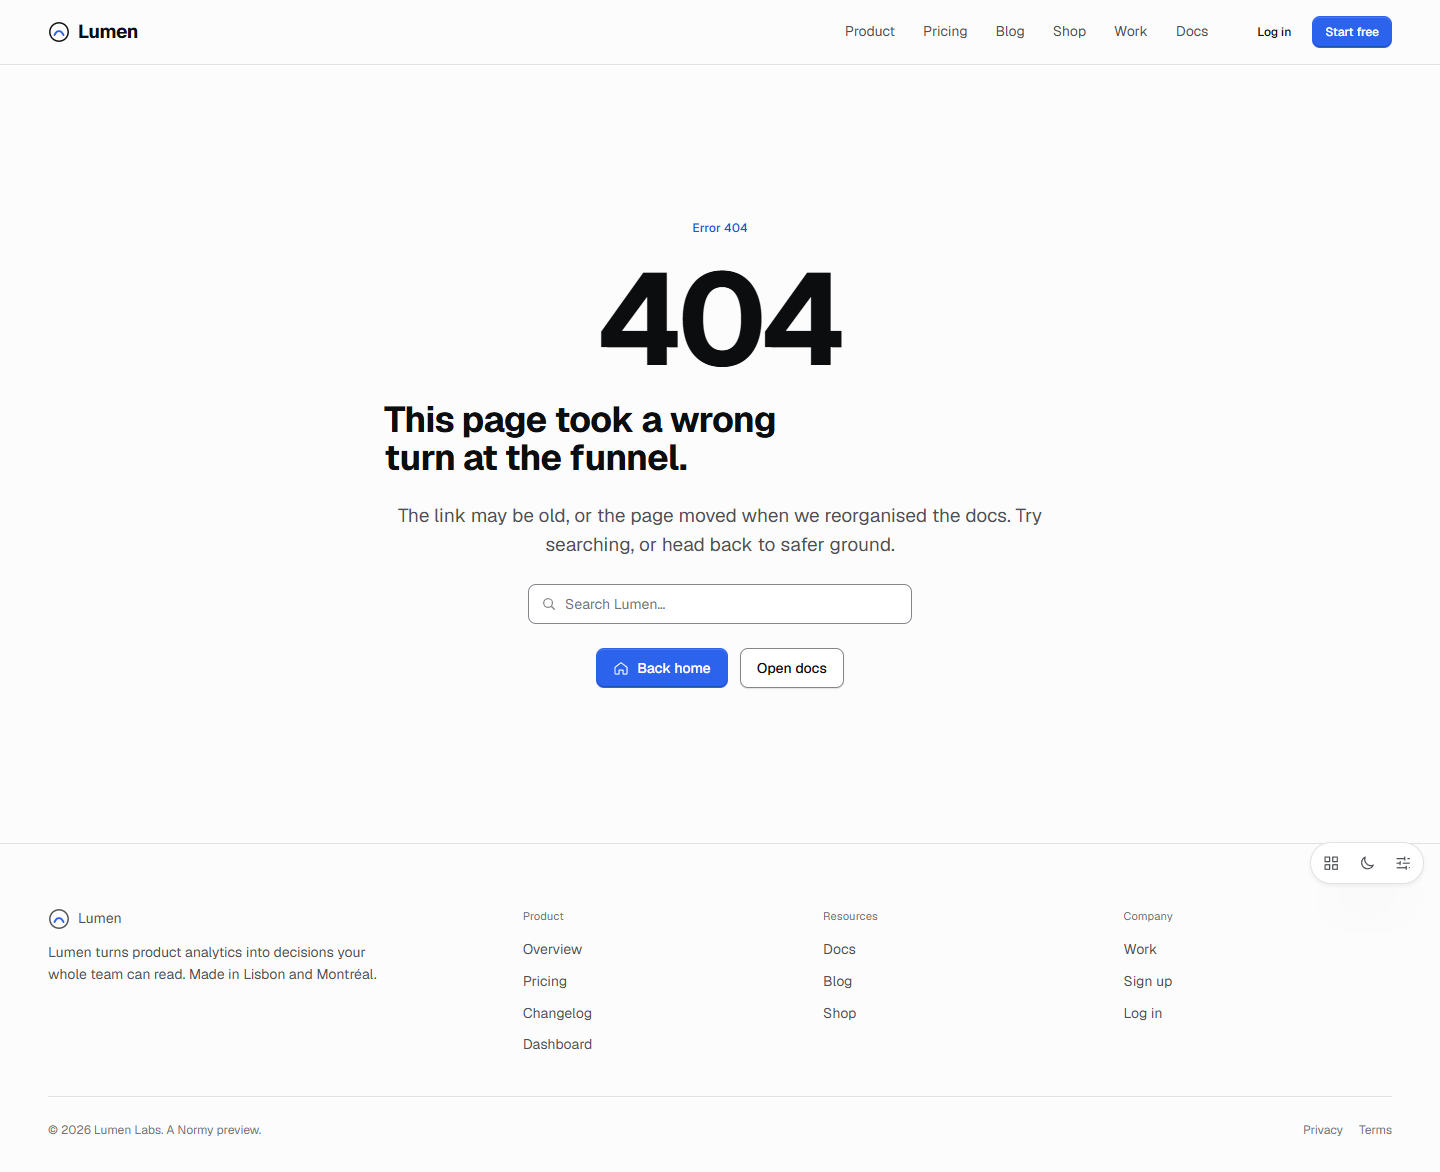 Lumen
Product Pricing Blog Shop Work Docs Log in Start free
Error 404
404
This page took a wrong
turn at the funnel.
The link may be old, or the page moved when we reorganised the docs. Try
searching, or head back to safer ground.
Search Lumen…
Back home Open docs
Lumen
Lumen turns product analytics into decisions your
whole team can read. Made in Lisbon and Montréal.
Product
Overview
Pricing
Changelog
Dashboard
Resources
Docs
Blog
Shop
Company
Work
Sign up
Log in
© 2026 Lumen Labs. A Normy preview.
Privacy Terms